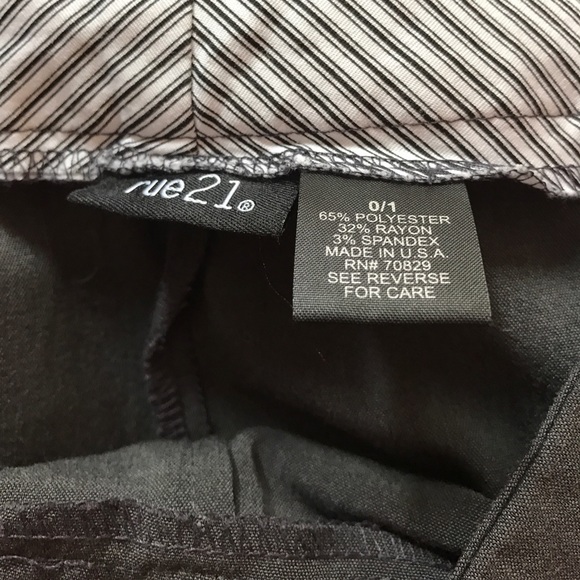 rue21®
0/1
65% POLYESTER
32% RAYON
3% SPANDEX
MADE IN U.S.A.
RN# 70829
SEE REVERSE
FOR CARE